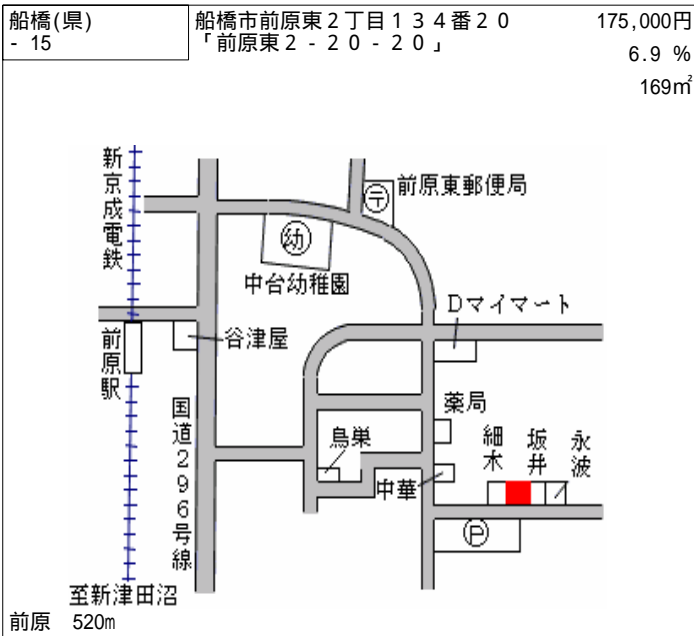 船橋(県)
- 15
船橋市前原東２丁目１３４番２０
「前原東２-２０-２０」
175,000円
6.9 %
169㎡
新京成電鉄
〒
前原東郵便局
幼
中台幼稚園
Dマイマート
谷津屋
前原駅
国道２９６号線
鳥巣
薬局
中華
細木
坂井
永波
P
至新津田沼
前原 520m